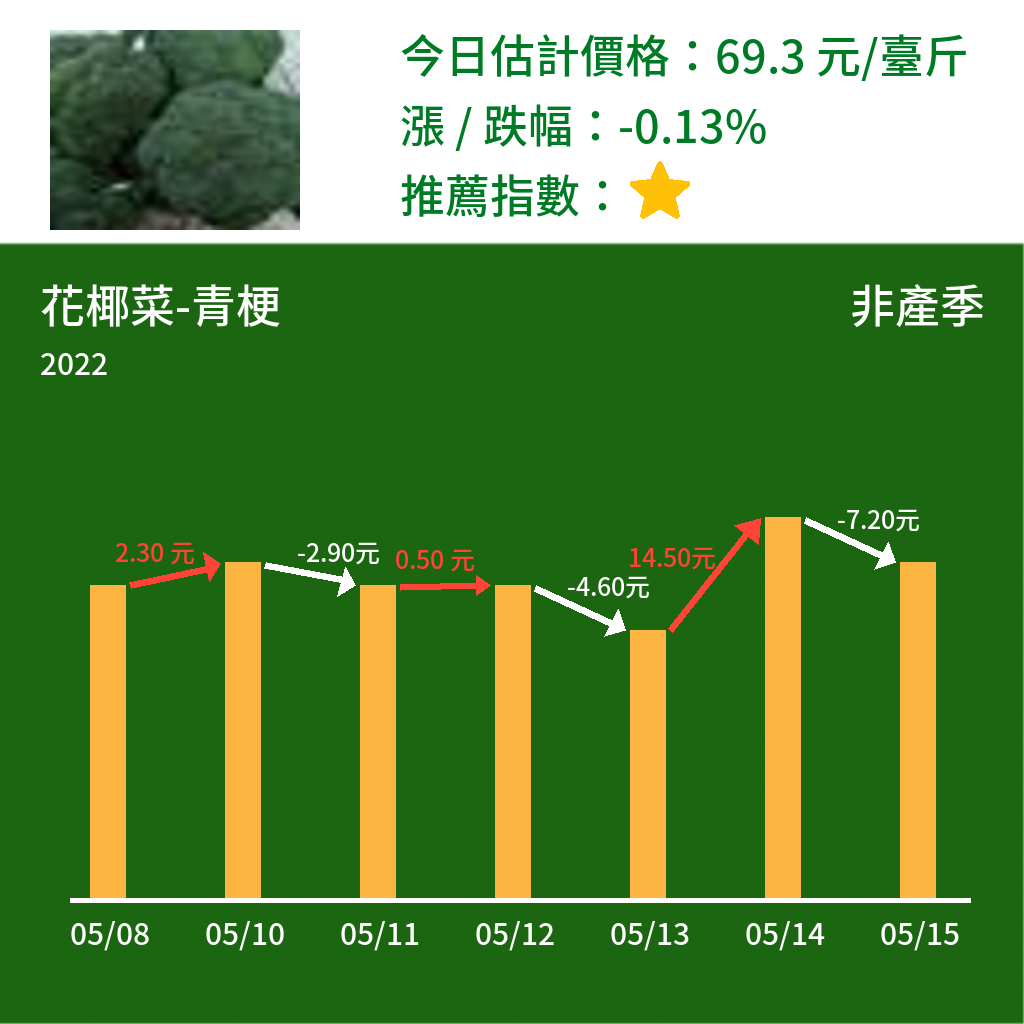 今日估計價格：69.3 元/臺斤
漲 / 跌幅：-0.13%
推薦指數：
花椰菜-青梗
非產季
2022
2.30 元
-2.90元
0.50 元
-4.60元
14.50元
-7.20元
05/08 05/10 05/11 05/12 05/13 05/14 05/15